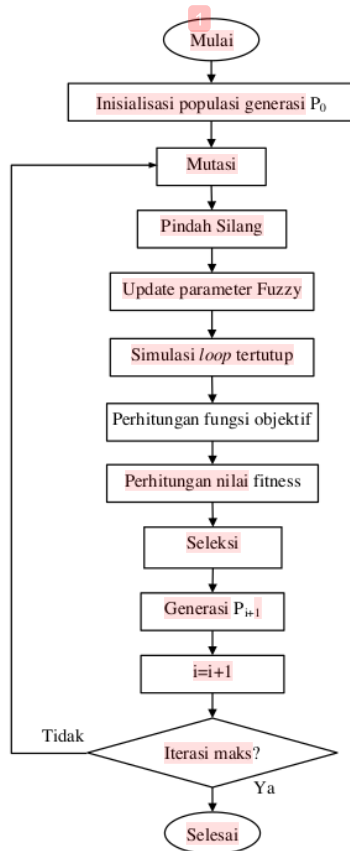 1
Mulai
Inisialisasi populasi generasi P₀
Mutasi
Pindah Silang
Update parameter Fuzzy
Simulasi loop tertutup
Perhitungan fungsi objektif
Perhitungan nilai fitness
Seleksi
Generasi Pᵢ₊₁
i=i+1
Tidak
Iterasi maks?
Ya
Selesai